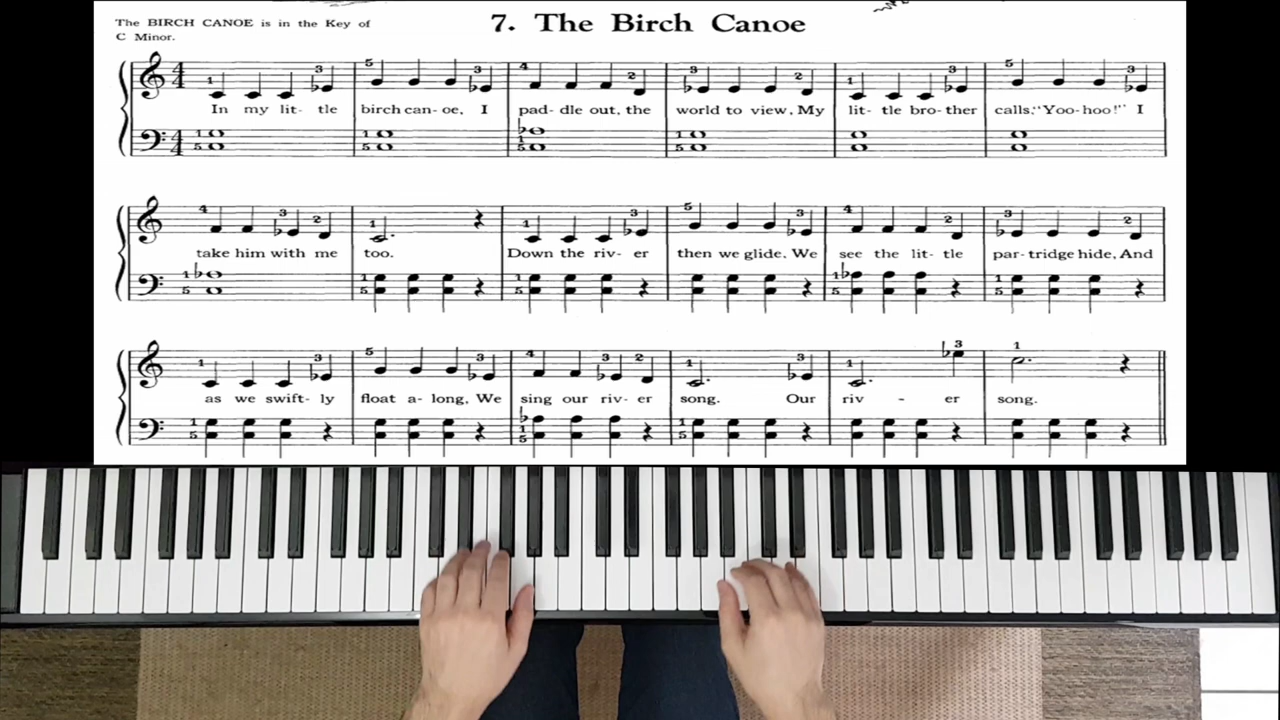 The BIRCH CANOE is in the Key of
C Minor.
7. The Birch Canoe
In my lit- tle birch can- oe, I pad- dle out, the world to view, My lit- tle bro- ther calls, "Yoo-hoo!" I
take him with me too. Down the riv- er then we glide. We see the lit- tle par- tridge hide, And
as we swift- ly float a- long, We sing our riv- er song. Our riv - er song.